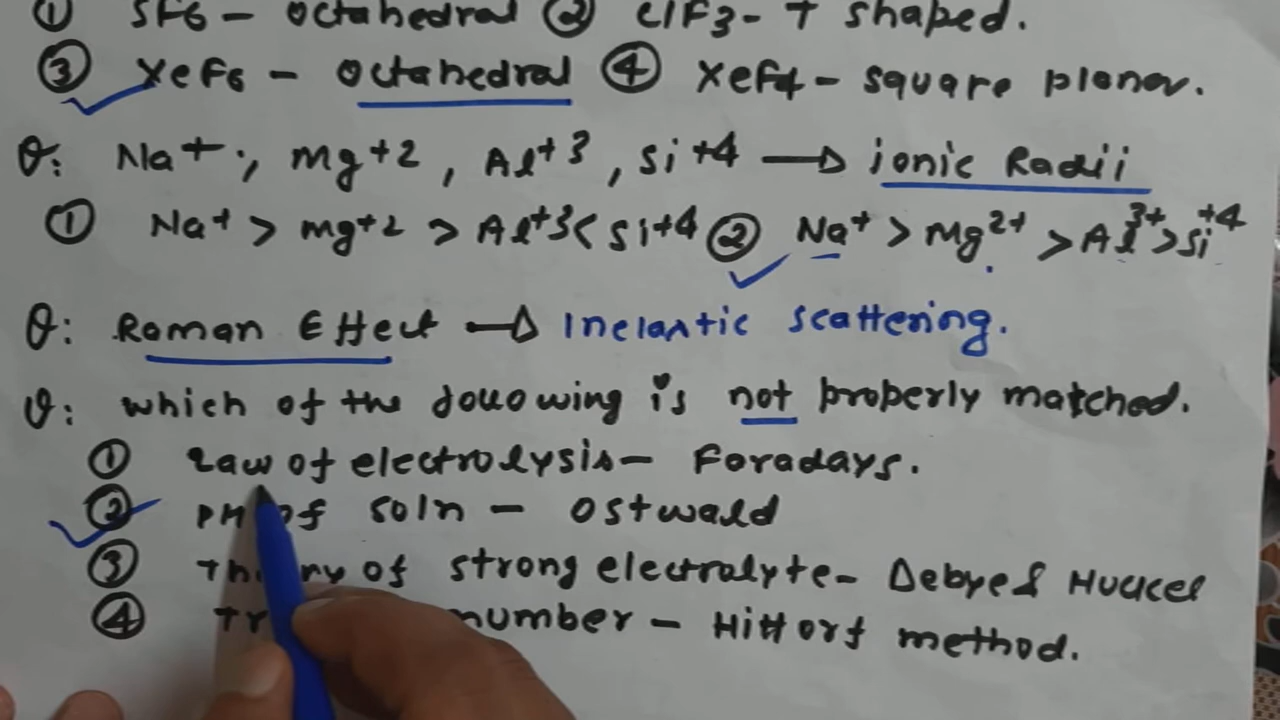 ① SF6 - octahedral ② ClF3 - T shaped.
③ XeF6 - octahedral ④ XeF4 - square planar.
Q: Na+, Mg+2, Al+3, Si+4 → ionic Radii
① Na+ > Mg+2 > Al+3 < Si+4 ② Na+ > Mg2+ > Al3+ > Si+4
Q: Raman Effect → Inelastic scattering.
Q: which of the following is not properly matched.
① Law of electrolysis - Faradays.
② PH of soln - Ostwald
③ of strong electrolyte - Debye & Huckel
④ number - Hittorf method.